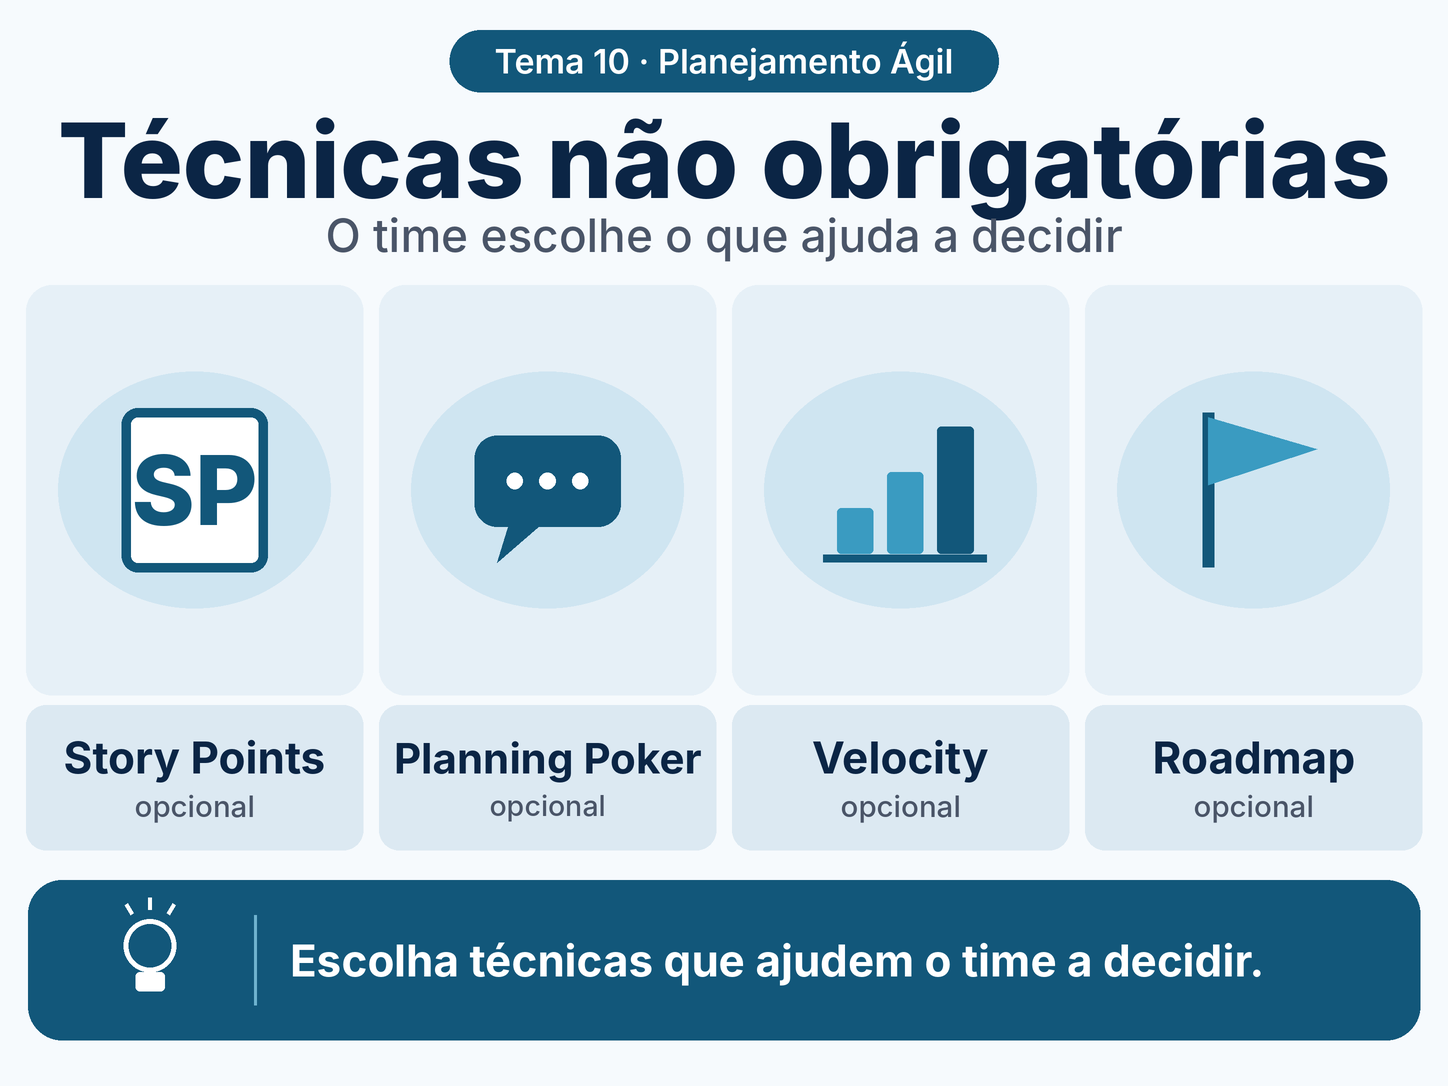 Tema 10 · Planejamento Ágil
Técnicas não obrigatórias
O time escolhe o que ajuda a decidir
SP
Story Points
opcional
Planning Poker
opcional
Velocity
opcional
Roadmap
opcional
Escolha técnicas que ajudem o time a decidir.